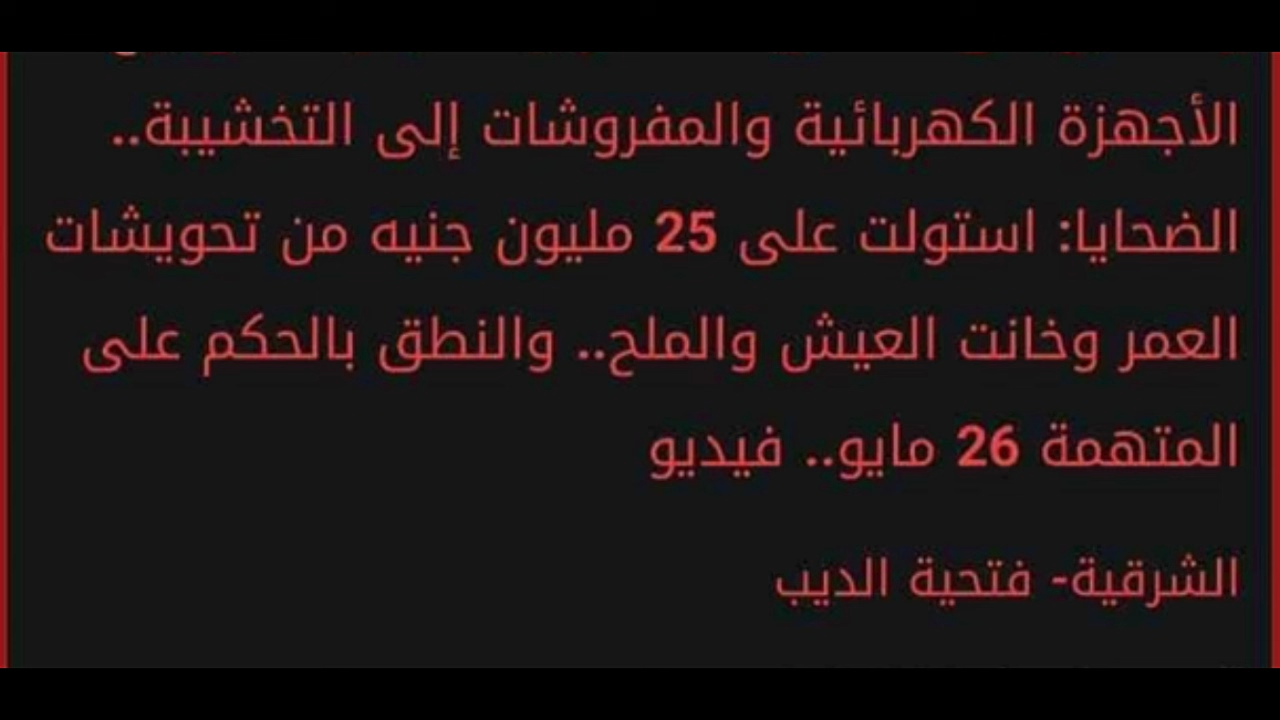 الأجهزة الكهربائية والمفروشات إلى التخشيبة..
الضحايا: استولت على 25 مليون جنيه من تحويشات
العمر وخانت العيش والملح.. والنطق بالحكم على
المتهمة 26 مايو.. فيديو
الشرقية- فتحية الديب